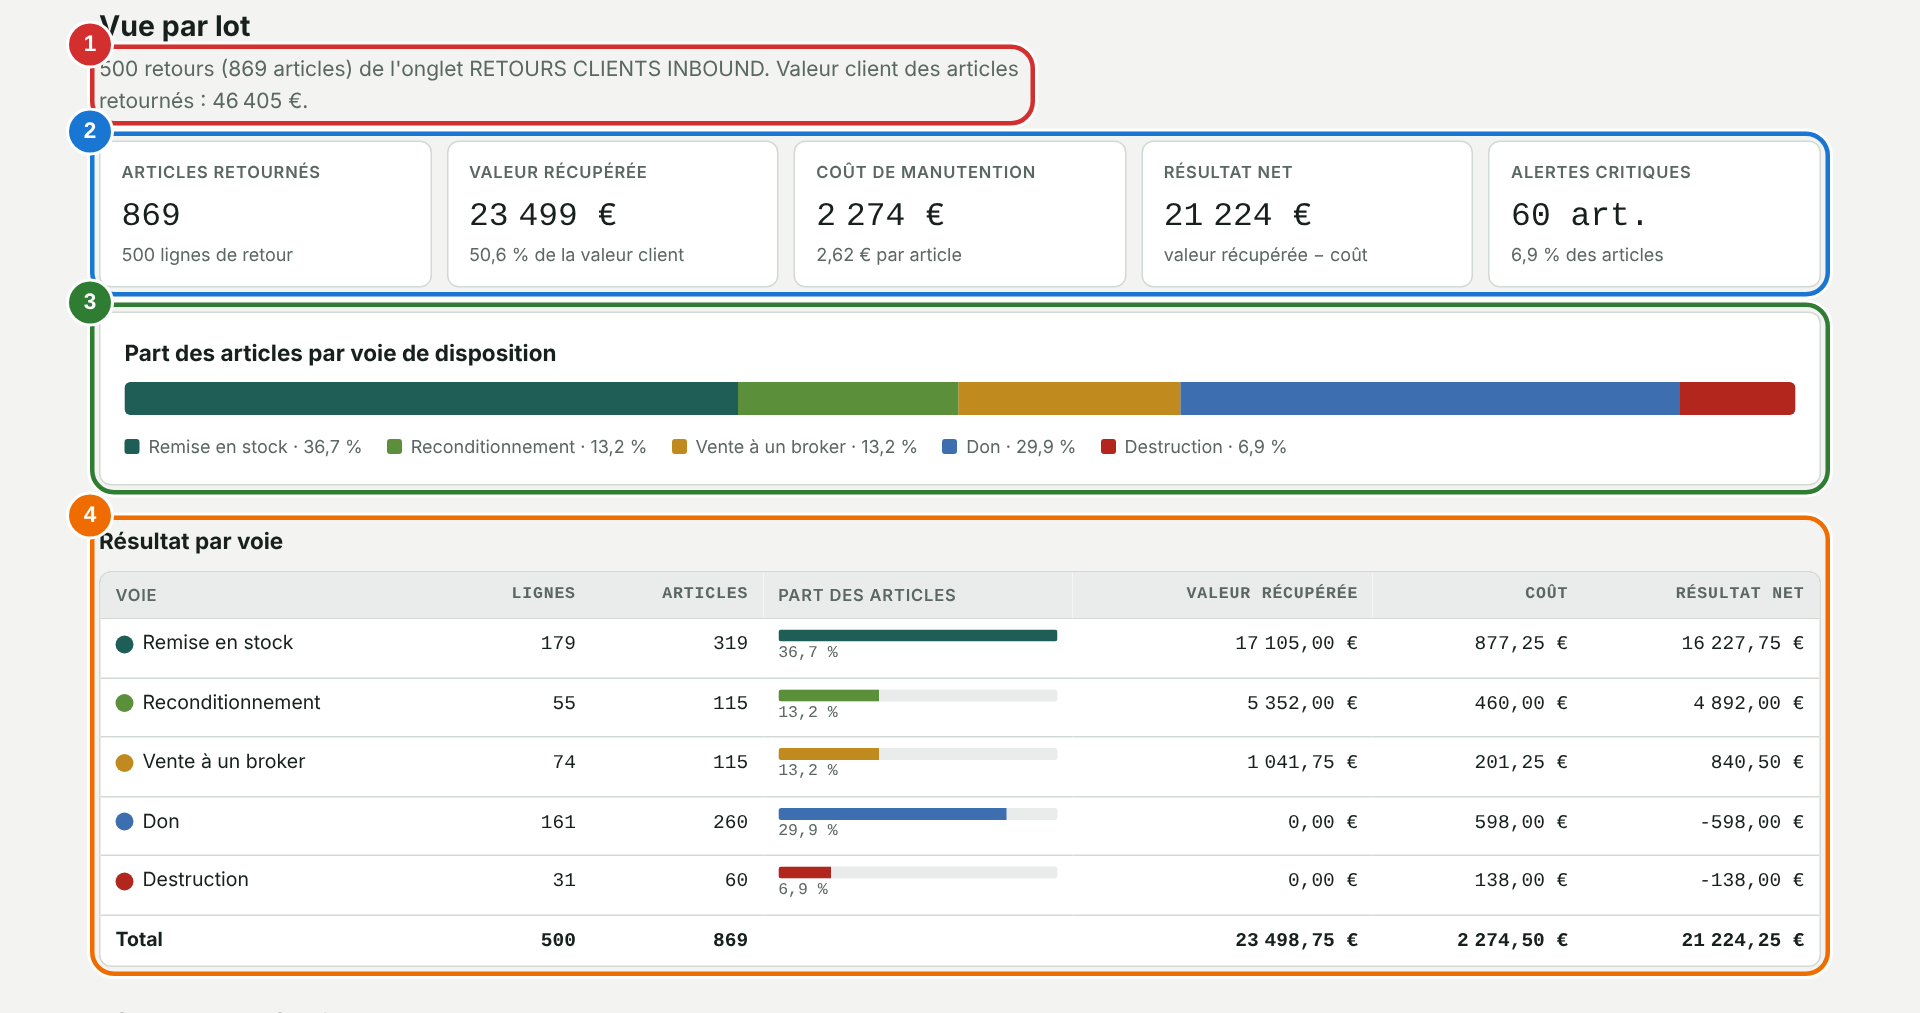 Vue par lot
1
500 retours (869 articles) de l'onglet RETOURS CLIENTS INBOUND. Valeur client des articles
retournés : 46 405 €.
2
ARTICLES RETOURNÉS
869
500 lignes de retour
VALEUR RÉCUPÉRÉE
23 499 €
50,6 % de la valeur client
COÛT DE MANUTENTION
2 274 €
2,62 € par article
RÉSULTAT NET
21 224 €
valeur récupérée − coût
ALERTES CRITIQUES
60 art.
6,9 % des articles
3
Part des articles par voie de disposition
Remise en stock · 36,7 % Reconditionnement · 13,2 % Vente à un broker · 13,2 % Don · 29,9 % Destruction · 6,9 %
4
Résultat par voie
VOIE LIGNES ARTICLES PART DES ARTICLES VALEUR RÉCUPÉRÉE COÛT RÉSULTAT NET
Remise en stock 179 319 36,7 % 17 105,00 € 877,25 € 16 227,75 €
Reconditionnement 55 115 13,2 % 5 352,00 € 460,00 € 4 892,00 €
Vente à un broker 74 115 13,2 % 1 041,75 € 201,25 € 840,50 €
Don 161 260 29,9 % 0,00 € 598,00 € -598,00 €
Destruction 31 60 6,9 % 0,00 € 138,00 € -138,00 €
Total 500 869 23 498,75 € 2 274,50 € 21 224,25 €